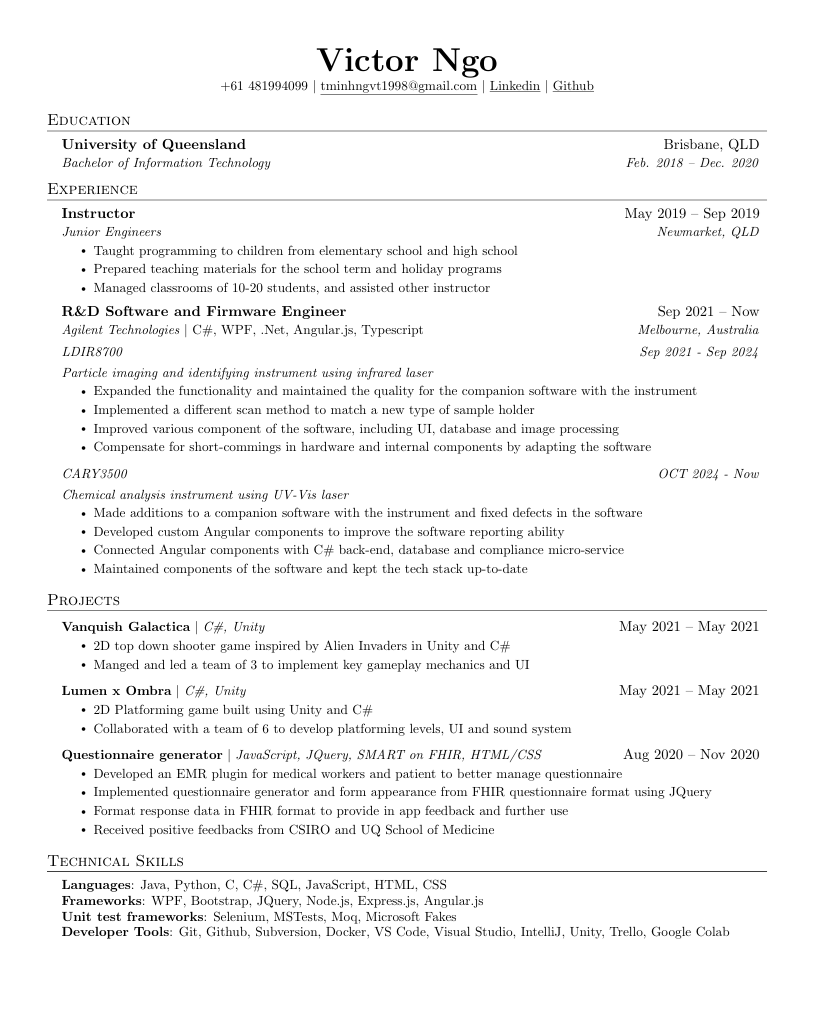 Victor Ngo
+61 481994099 | tminhngvt1998@gmail.com | Linkedin | Github
Education
University of Queensland Brisbane, QLD
Bachelor of Information Technology Feb. 2018 – Dec. 2020
Experience
Instructor May 2019 – Sep 2019
Junior Engineers Newmarket, QLD
• Taught programming to children from elementary school and high school
• Prepared teaching materials for the school term and holiday programs
• Managed classrooms of 10-20 students, and assisted other instructor
R&D Software and Firmware Engineer Sep 2021 – Now
Agilent Technologies | C#, WPF, .Net, Angular.js, Typescript Melbourne, Australia
LDIR8700 Sep 2021 - Sep 2024
Particle imaging and identifying instrument using infrared laser
• Expanded the functionality and maintained the quality for the companion software with the instrument
• Implemented a different scan method to match a new type of sample holder
• Improved various component of the software, including UI, database and image processing
• Compensate for short-commings in hardware and internal components by adapting the software
CARY3500 OCT 2024 - Now
Chemical analysis instrument using UV-Vis laser
• Made additions to a companion software with the instrument and fixed defects in the software
• Developed custom Angular components to improve the software reporting ability
• Connected Angular components with C# back-end, database and compliance micro-service
• Maintained components of the software and kept the tech stack up-to-date
Projects
Vanquish Galactica | C#, Unity May 2021 – May 2021
• 2D top down shooter game inspired by Alien Invaders in Unity and C#
• Manged and led a team of 3 to implement key gameplay mechanics and UI
Lumen x Ombra | C#, Unity May 2021 – May 2021
• 2D Platforming game built using Unity and C#
• Collaborated with a team of 6 to develop platforming levels, UI and sound system
Questionnaire generator | JavaScript, JQuery, SMART on FHIR, HTML/CSS Aug 2020 – Nov 2020
• Developed an EMR plugin for medical workers and patient to better manage questionnaire
• Implemented questionnaire generator and form appearance from FHIR questionnaire format using JQuery
• Format response data in FHIR format to provide in app feedback and further use
• Received positive feedbacks from CSIRO and UQ School of Medicine
Technical Skills
Languages: Java, Python, C, C#, SQL, JavaScript, HTML, CSS
Frameworks: WPF, Bootstrap, JQuery, Node.js, Express.js, Angular.js
Unit test frameworks: Selenium, MSTests, Moq, Microsoft Fakes
Developer Tools: Git, Github, Subversion, Docker, VS Code, Visual Studio, IntelliJ, Unity, Trello, Google Colab